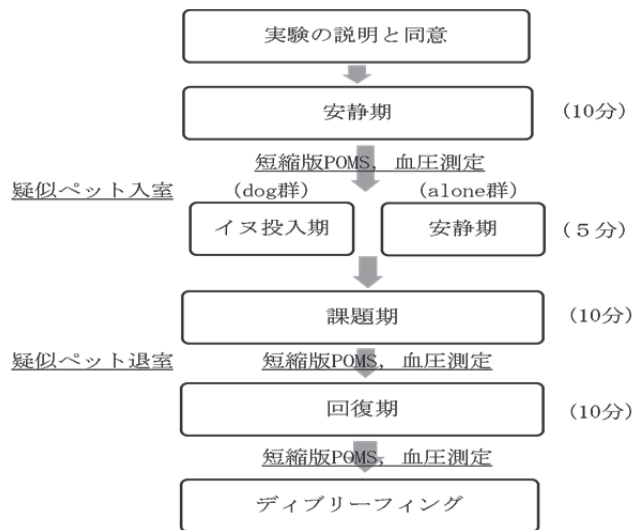 実験の説明と同意
安静期 (10分)
短縮版POMS, 血圧測定
疑似ペット入室 (dog群) (alone群)
イヌ投入期 安静期 (5分)
課題期 (10分)
疑似ペット退室 短縮版POMS, 血圧測定
回復期 (10分)
短縮版POMS, 血圧測定
ディブリーフィング